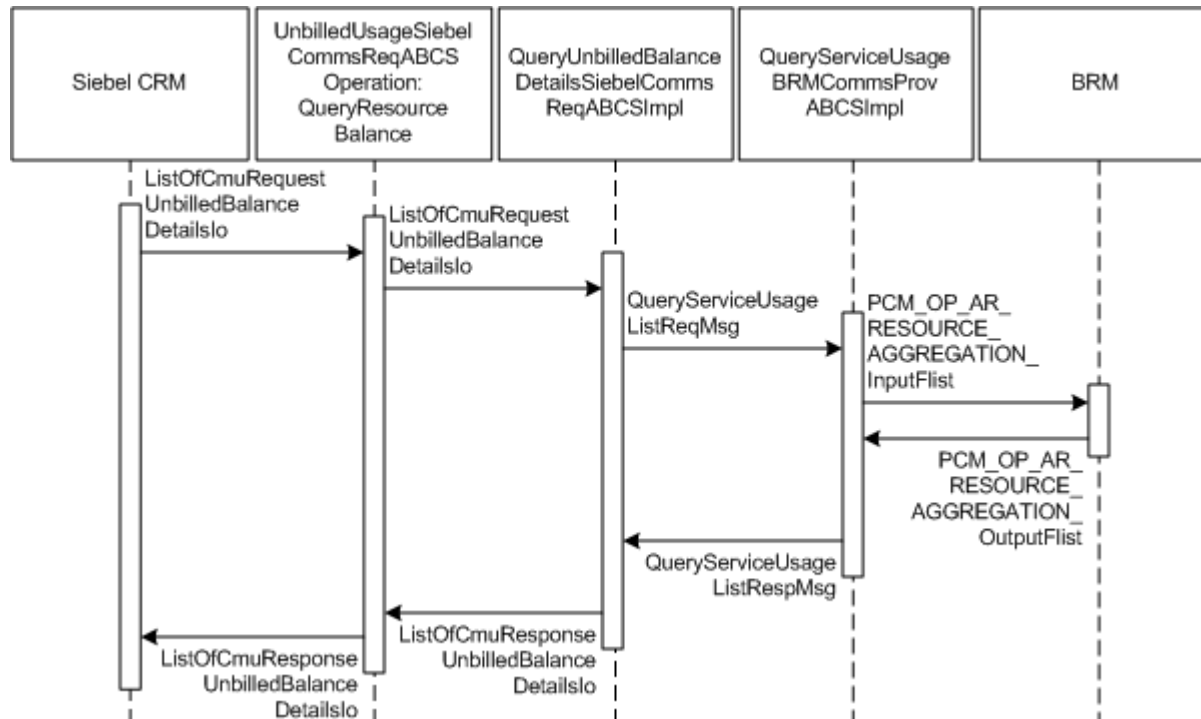 Siebel CRM
UnbilledUsageSiebel
CommsReqABCS
Operation:
QueryResource
Balance
QueryUnbilledBalance
DetailsSiebelComms
ReqABCSImpl
QueryServiceUsage
BRMCommsProv
ABCSImpl
BRM
ListOfCmuRequest
UnbilledBalance
DetailsIo
ListOfCmuRequest
UnbilledBalance
DetailsIo
QueryServiceUsage
ListReqMsg
PCM_OP_AR_
RESOURCE_
AGGREGATION_
InputFlist
PCM_OP_AR_
RESOURCE_
AGGREGATION_
OutputFlist
QueryServiceUsage
ListRespMsg
ListOfCmuResponse
UnbilledBalance
DetailsIo
ListOfCmuResponse
UnbilledBalance
DetailsIo